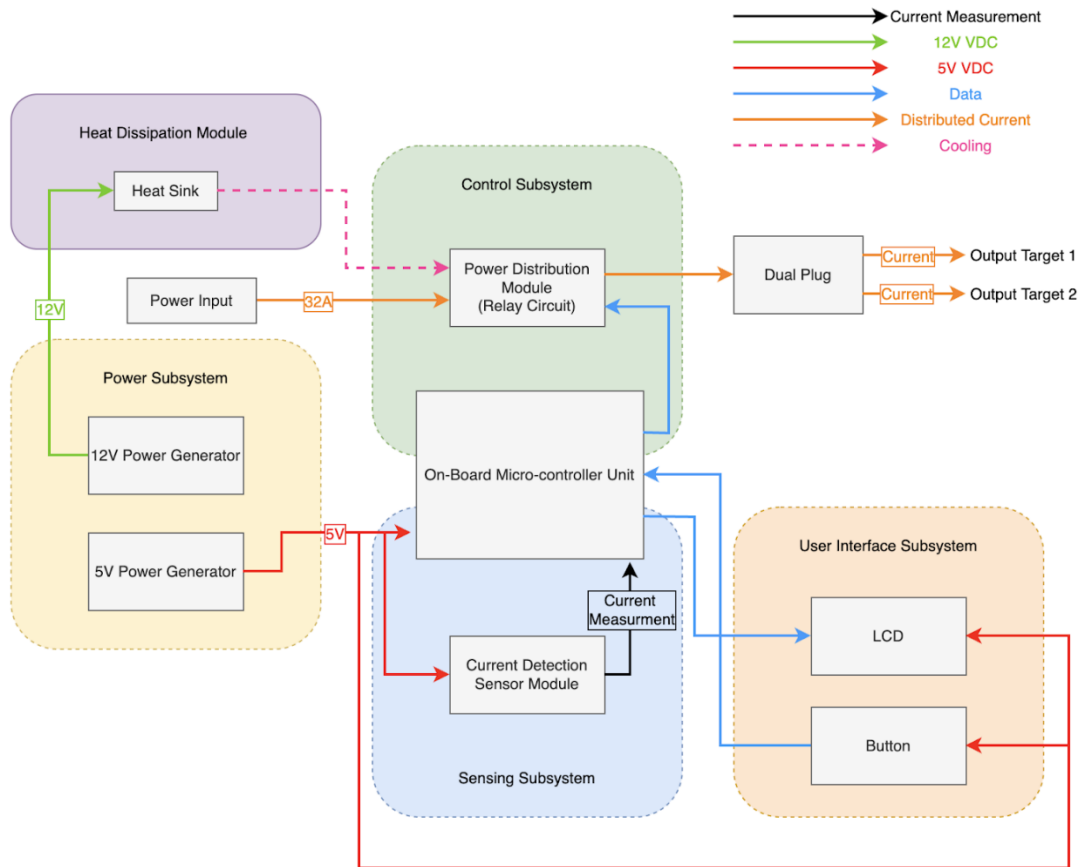 Current Measurement
12V VDC
5V VDC
Data
Distributed Current
Cooling
Heat Dissipation Module
Heat Sink
Control Subsystem
Power Distribution
Module
(Relay Circuit)
Dual Plug
Current
Output Target 1
Current
Output Target 2
Power Input
32A
12V
Power Subsystem
12V Power Generator
5V Power Generator
5V
On-Board Micro-controller Unit
Current
Measurment
Current Detection
Sensor Module
Sensing Subsystem
User Interface Subsystem
LCD
Button